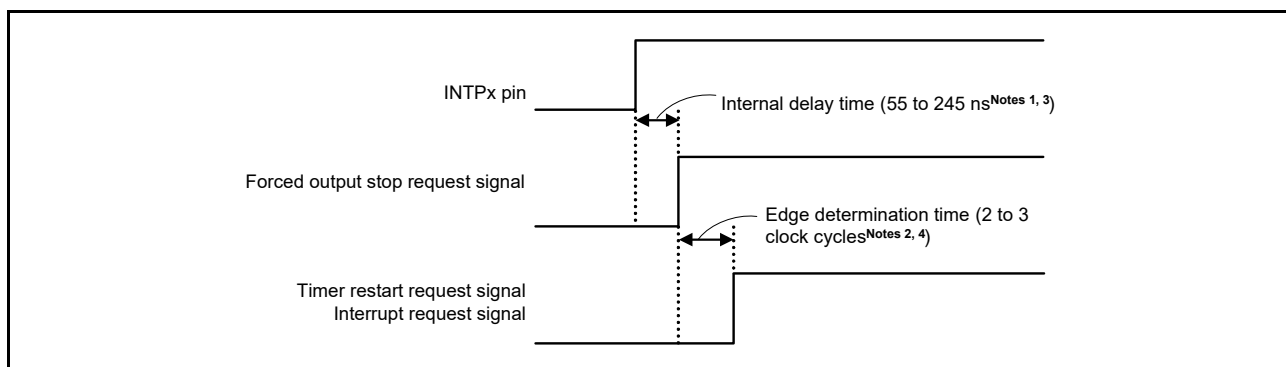 INTPx pin
Internal delay time (55 to 245 nsNotes 1, 3)
Forced output stop request signal
Edge determination time (2 to 3
clock cyclesNotes 2, 4)
Timer restart request signal
Interrupt request signal